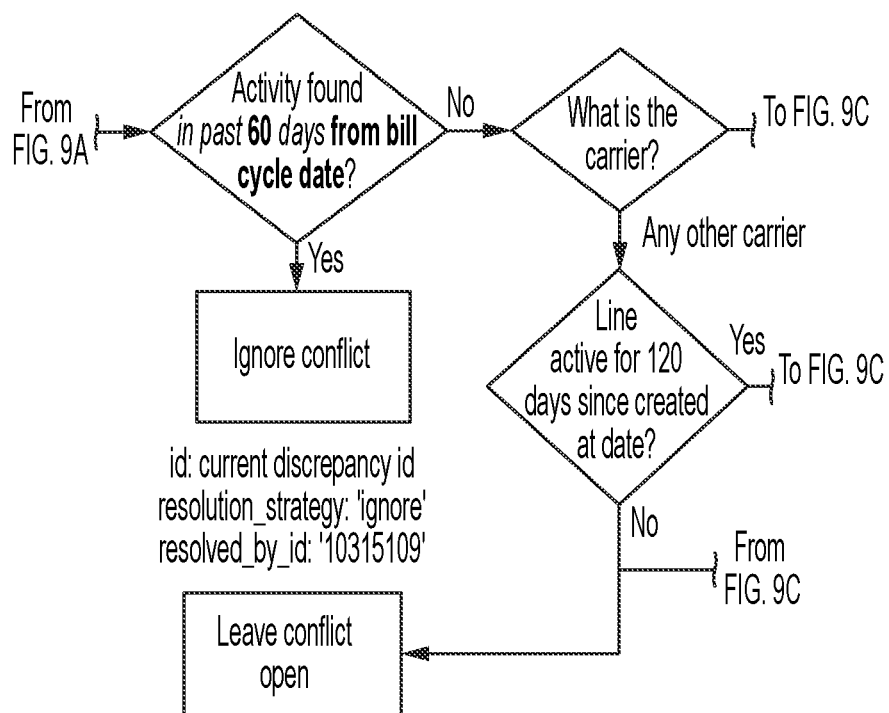 From
FIG. 9A
Activity found
in past 60 days from bill
cycle date?
No
What is the
carrier?
To FIG. 9C
Yes
Any other carrier
Ignore conflict
Line
active for 120
days since created
at date?
Yes
To FIG. 9C
id: current discrepancy id
resolution_strategy: 'ignore'
resolved_by_id: '10315109'
No
From
FIG. 9C
Leave conflict
open